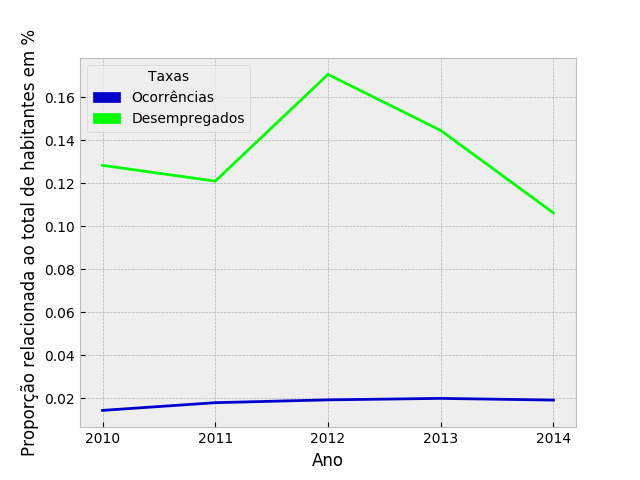 Proporção relacionada ao total de habitantes em %
Taxas
Ocorrências
Desempregados
0.16
0.14
0.12
0.10
0.08
0.06
0.04
0.02
2010 2011 2012 2013 2014
Ano